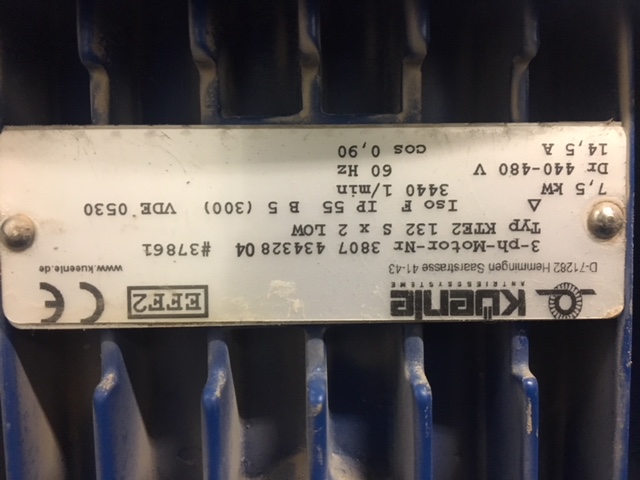 KÜENLE
ANTRIEBSSYSTEME
EFF2
CE
D-71282 Hemmingen Saarstrasse 41-43
www.kueenle.de
3-ph-Motor-Nr 3807 434328 04 #37861
Typ KTE2 132 S x 2 LOW
Δ Iso F IP 55 B 5 (300) VDE 0530
7,5 kW 3440 1/min
Dr 440-480 V 60 Hz
14,5 A cos 0,90